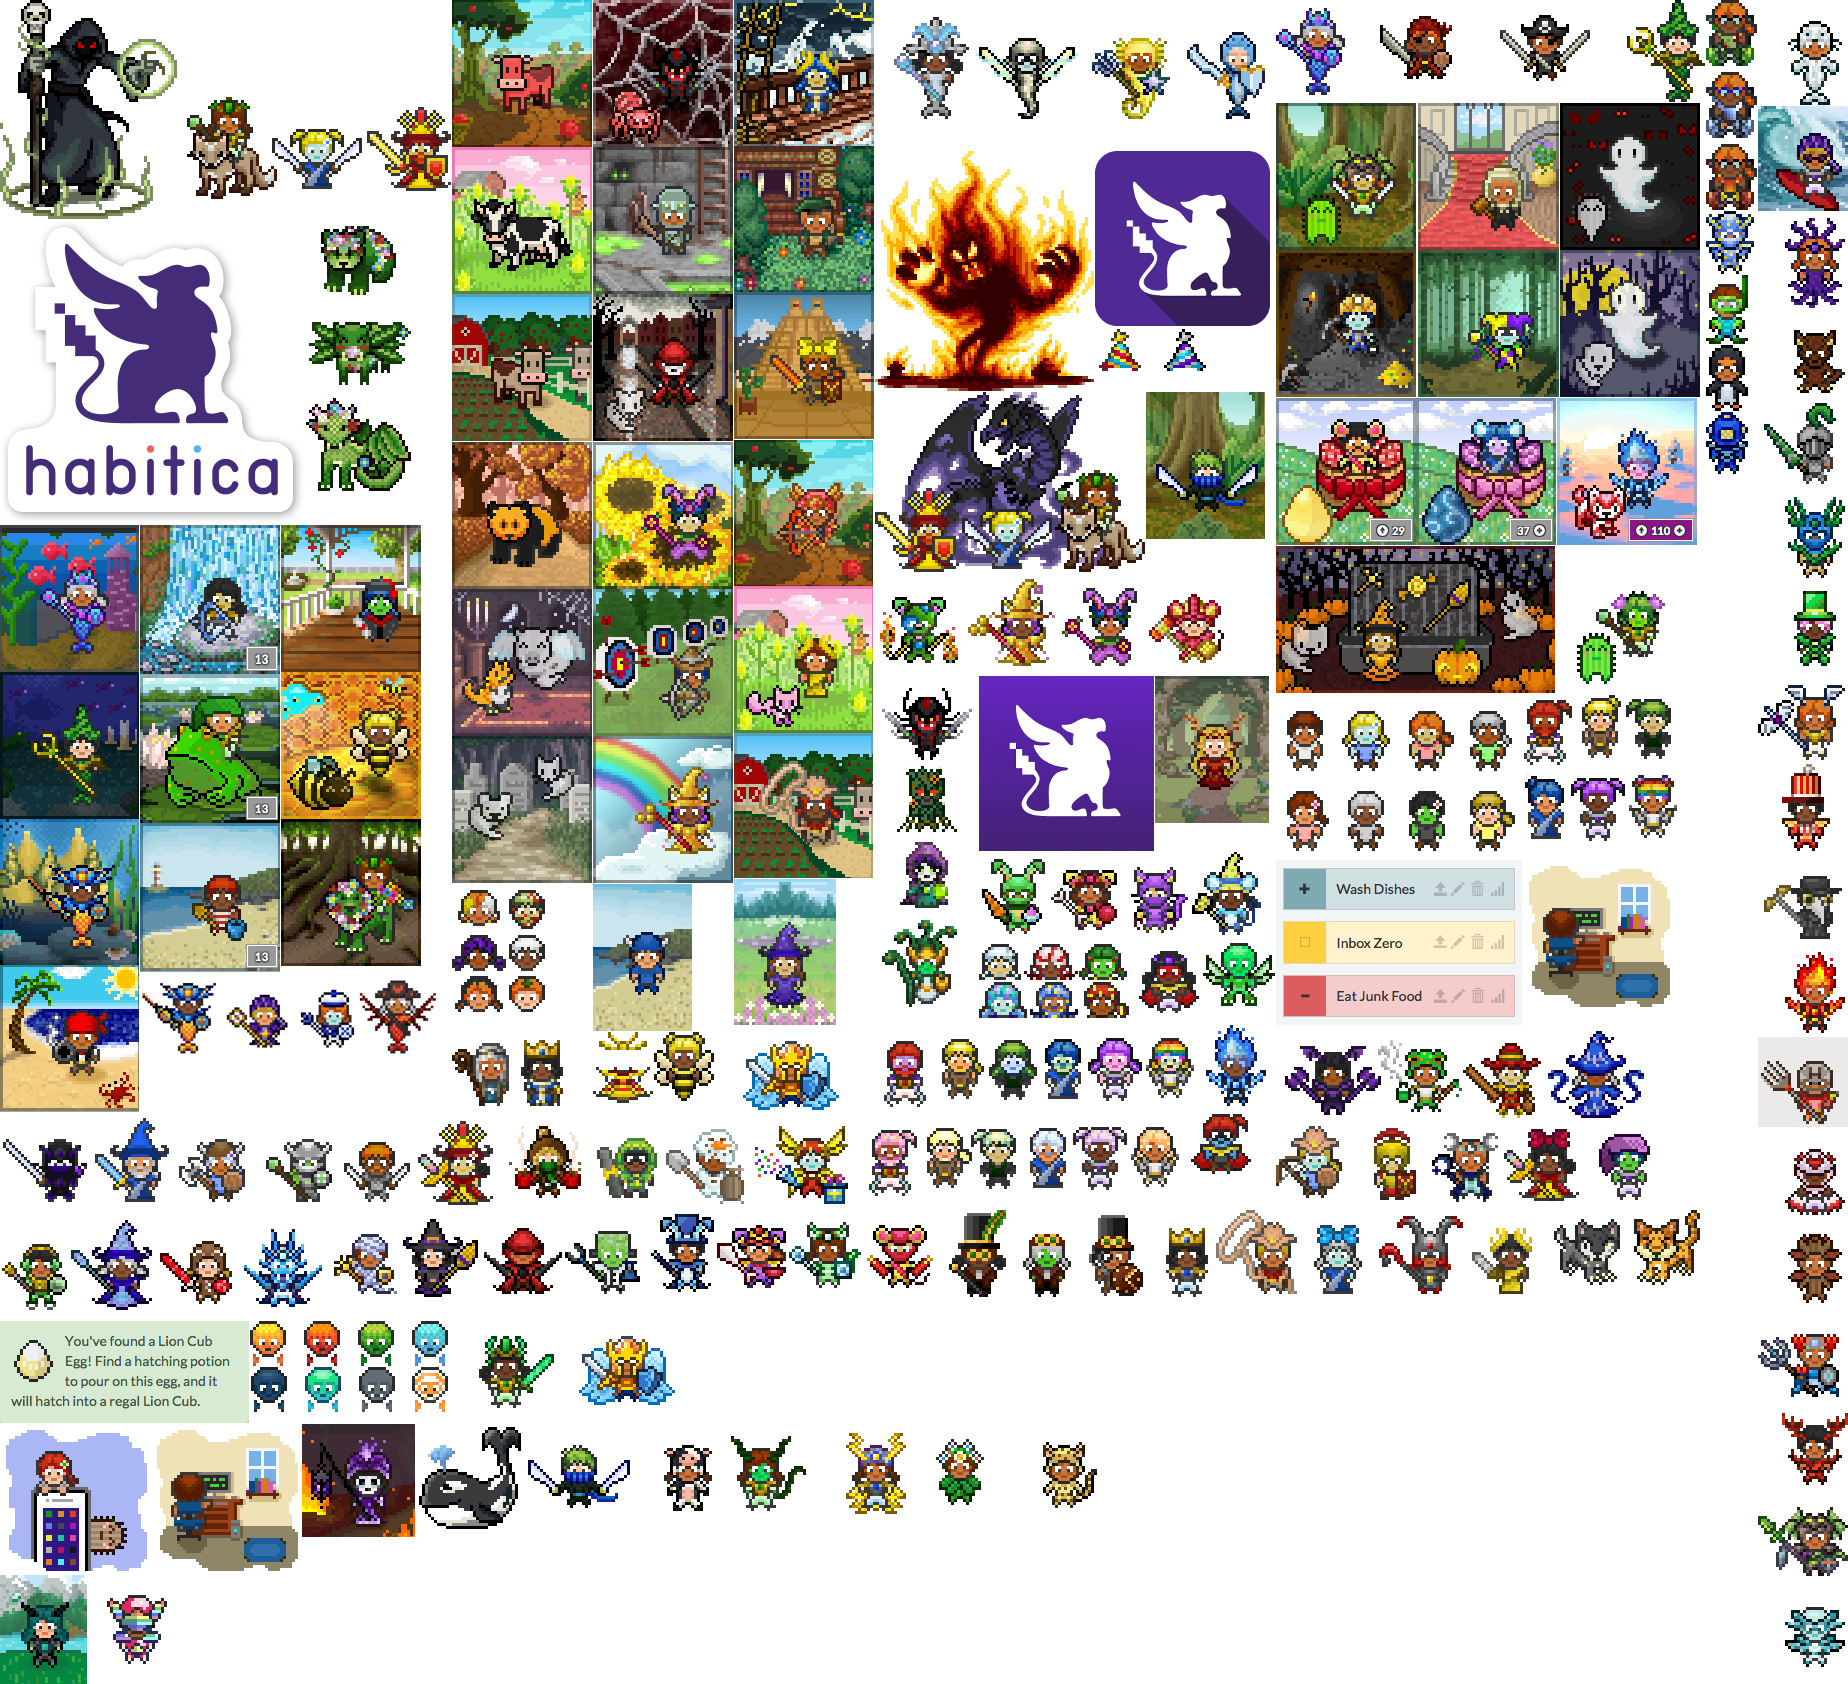 habitica
13
13
13
29
37
110
+ Wash Dishes
Inbox Zero
- Eat Junk Food
You've found a Lion Cub
Egg! Find a hatching potion
to pour on this egg, and it
will hatch into a regal Lion Cub.